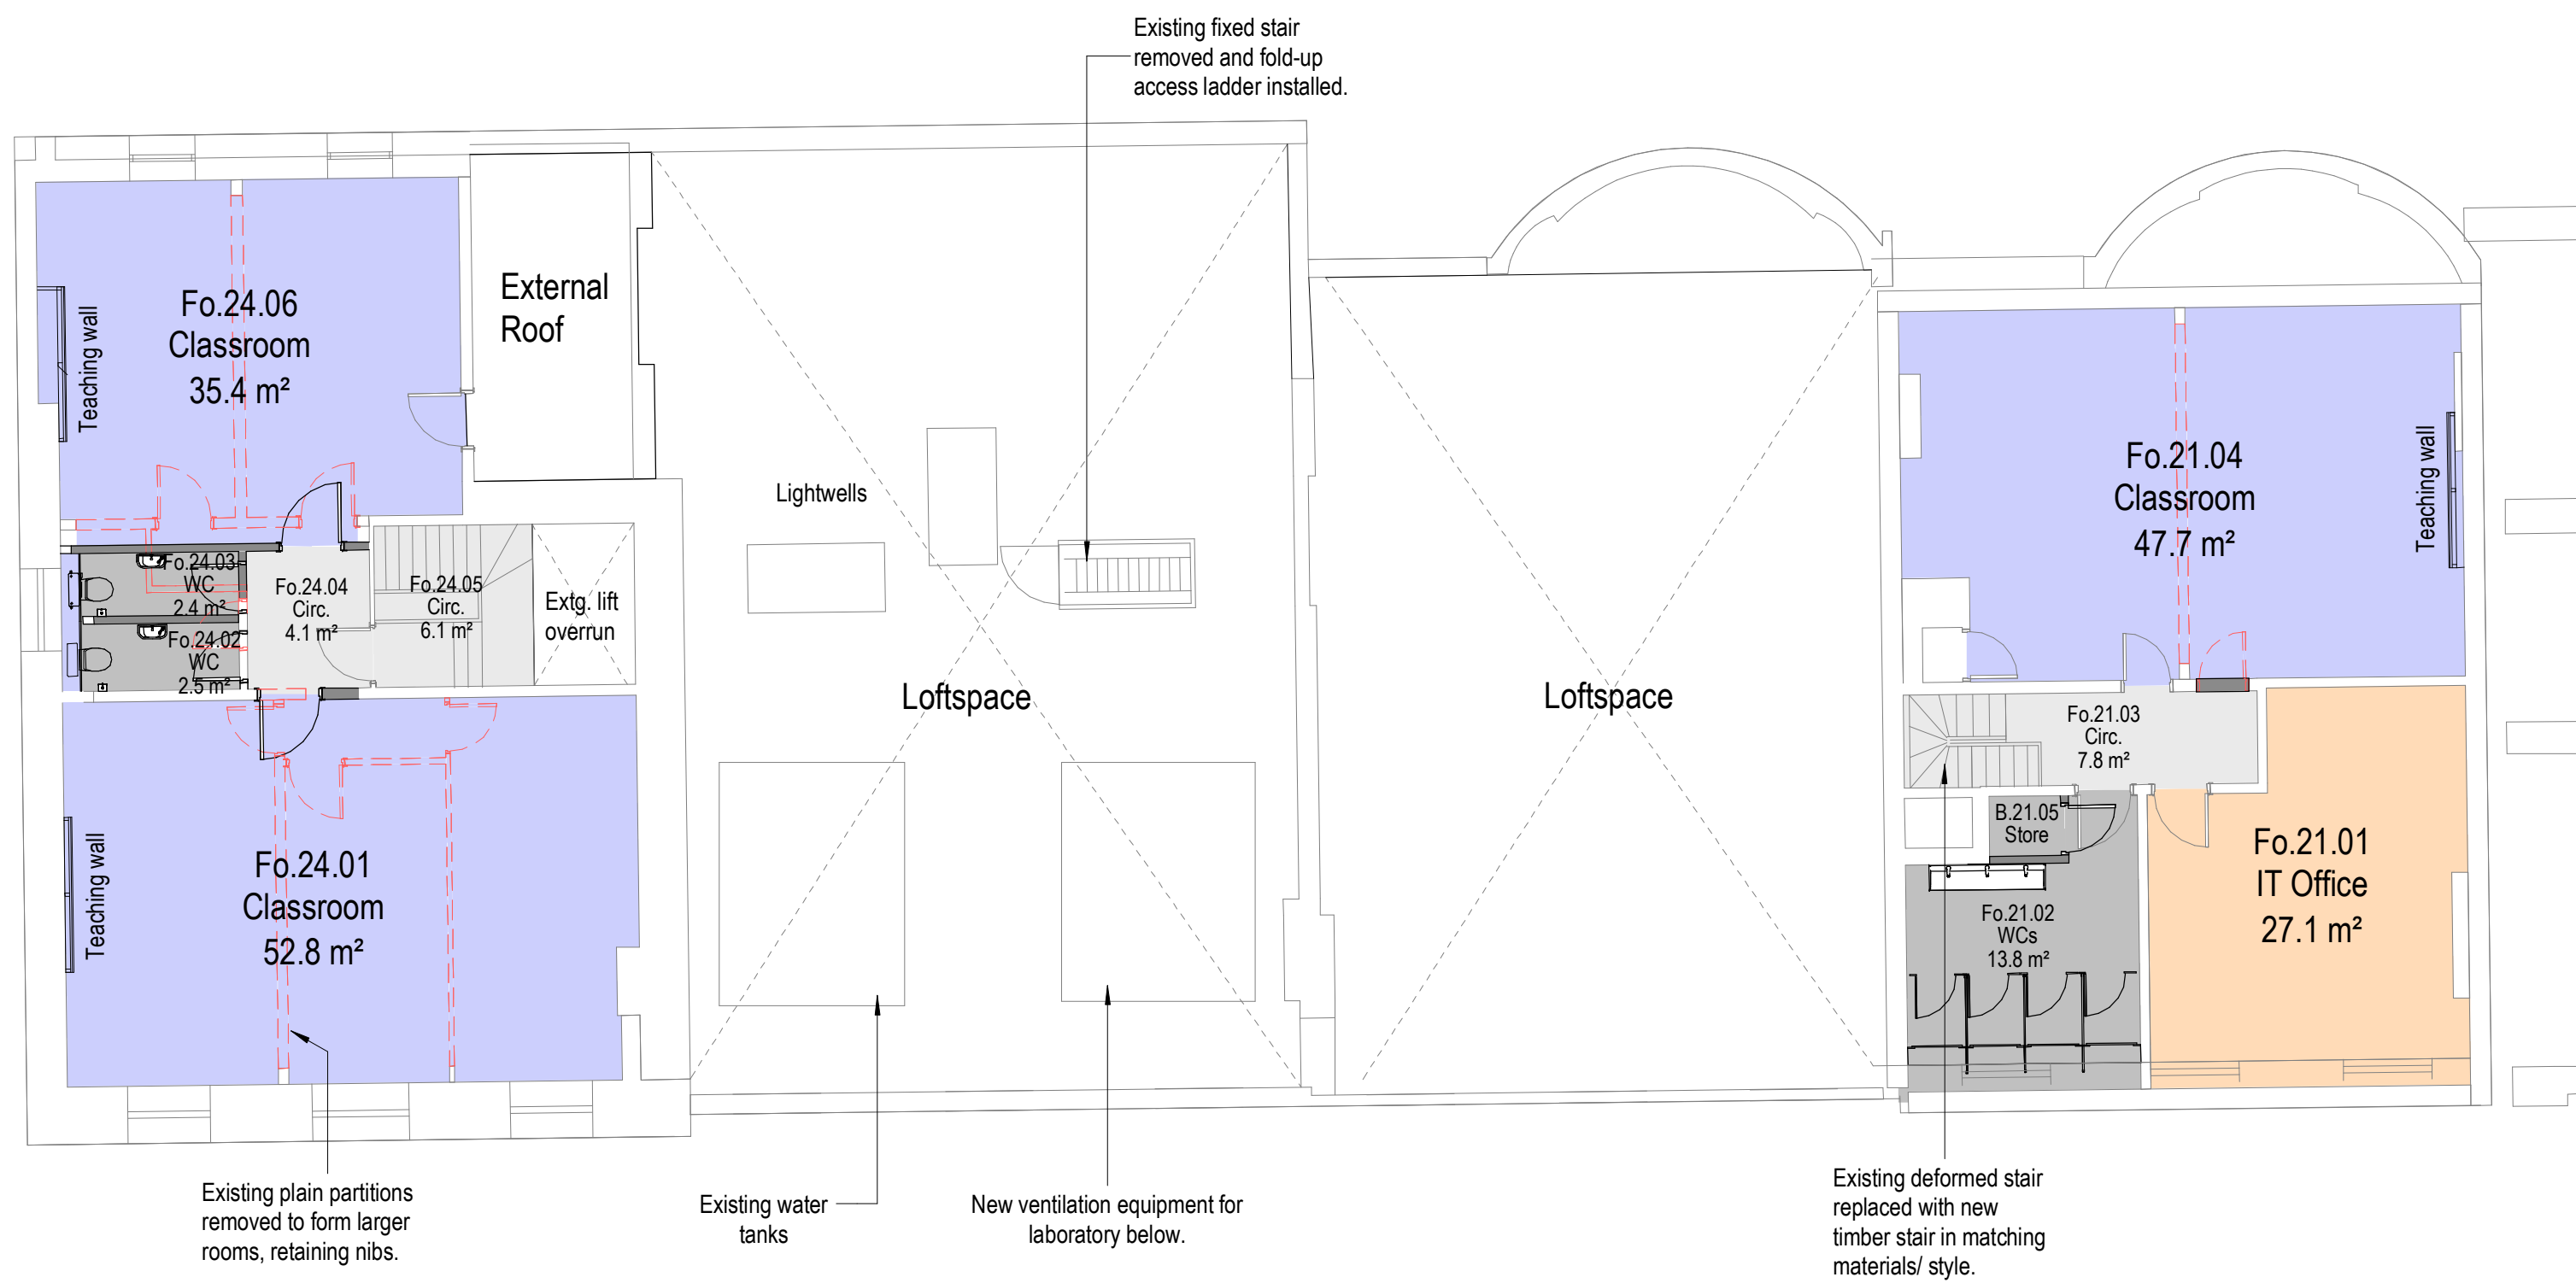 Existing fixed stair
removed and fold-up
access ladder installed.
Fo.24.06
Classroom
35.4 m²
Teaching wall
External
Roof
Lightwells
Fo.24.03
WC
2.4 m²
Fo.24.02
WC
2.5 m²
Fo.24.04
Circ.
4.1 m²
Fo.24.05
Circ.
6.1 m²
Extg. lift
overrun
Loftspace
Loftspace
Fo.21.04
Classroom
47.7 m²
Teaching wall
Fo.21.03
Circ.
7.8 m²
B.21.05
Store
Fo.21.02
WCs
13.8 m²
Fo.21.01
IT Office
27.1 m²
Fo.24.01
Classroom
52.8 m²
Teaching wall
Existing plain partitions
removed to form larger
rooms, retaining nibs.
Existing water
tanks
New ventilation equipment for
laboratory below.
Existing deformed stair
replaced with new
timber stair in matching
materials/ style.